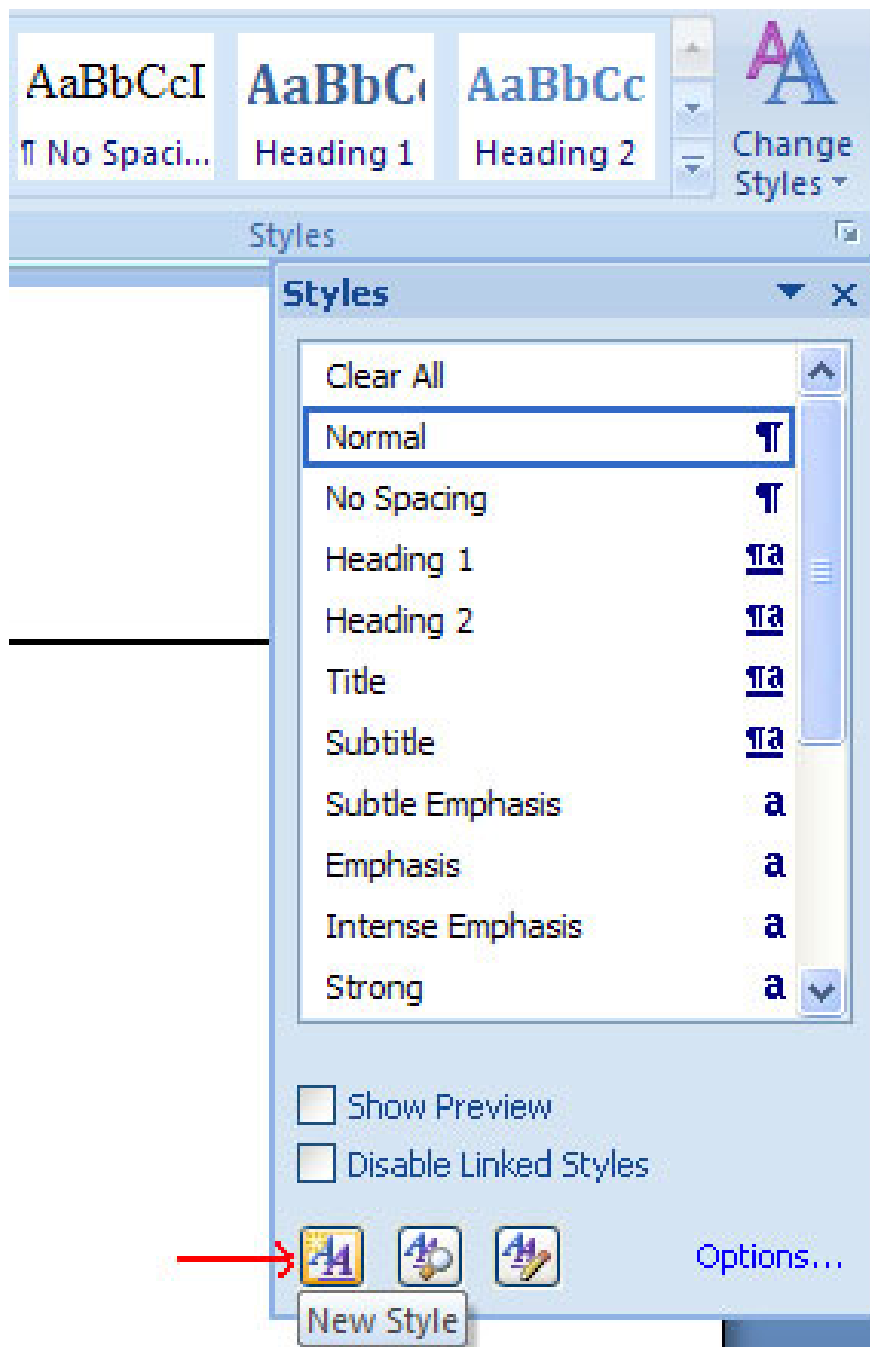 AaBbCcI AaBbC AaBbCc
¶ No Spaci... Heading 1 Heading 2 Change
Styles
Styles
Styles
Clear All
Normal ¶
No Spacing ¶
Heading 1 ¶a
Heading 2 ¶a
Title ¶a
Subtitle ¶a
Subtle Emphasis a
Emphasis a
Intense Emphasis a
Strong a
Show Preview
Disable Linked Styles
Options...
New Style